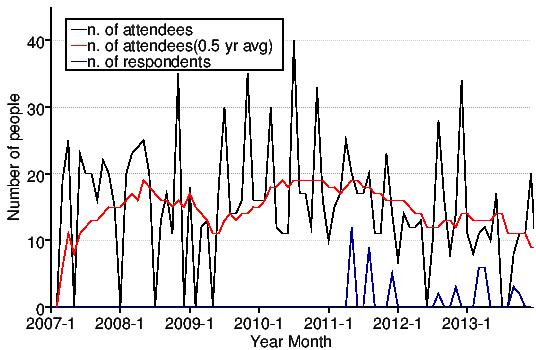 n. of attendees
n. of attendees(0.5 yr avg)
n. of respondents
Number of people
40
30
20
10
0
2007-1 2008-1 2009-1 2010-1 2011-1 2012-1 2013-1
Year Month